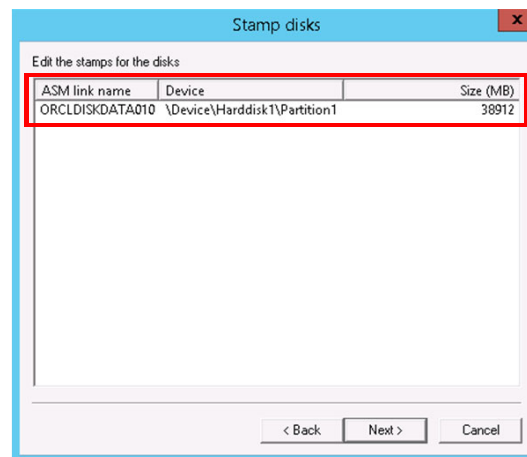 Stamp disks
x
Edit the stamps for the disks
ASM link name Device Size (MB)
ORCLDISKDATA010 \Device\Harddisk1\Partition1 38912
< Back Next > Cancel